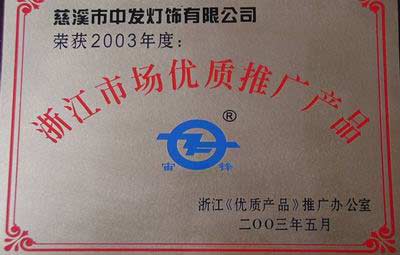 慈溪市中发灯饰有限公司
荣获2003年度：
浙江市场优质推广产品
®
宙锋
浙江《优质产品》推广办公室
二〇〇三年五月